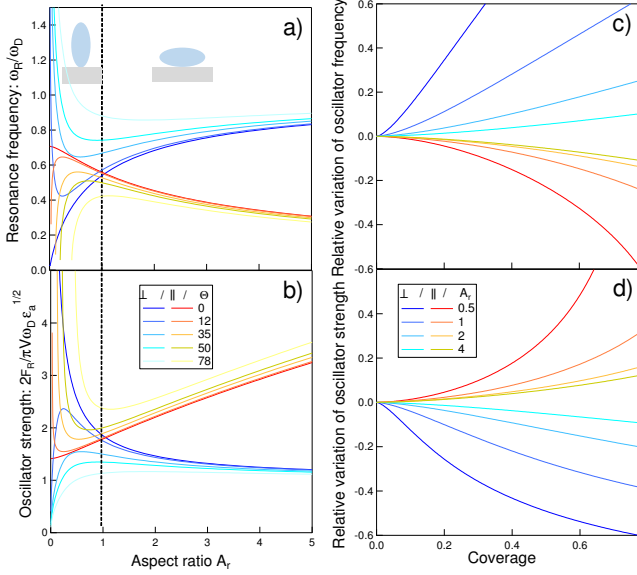 a)
Resonance frequency: ω_R/ω_D
1.4
1.2
1.0
0.8
0.6
0.4
0.2
0.0
b)
Oscillator strength: 2F_R/πVω_D ε_a^1/2
4
3
2
1
⊥ / ∥ / Θ
0
12
35
50
78
0 1 2 3 4 5
Aspect ratio A_r
c)
Relative variation of oscillator frequency
0.6
0.4
0.2
0.0
-0.2
-0.4
-0.6
d)
Relative variation of oscillator strength
0.4
0.2
0.0
-0.2
-0.4
-0.6
⊥ / ∥ / A_r
0.5
1
2
4
0.0 0.2 0.4 0.6
Coverage